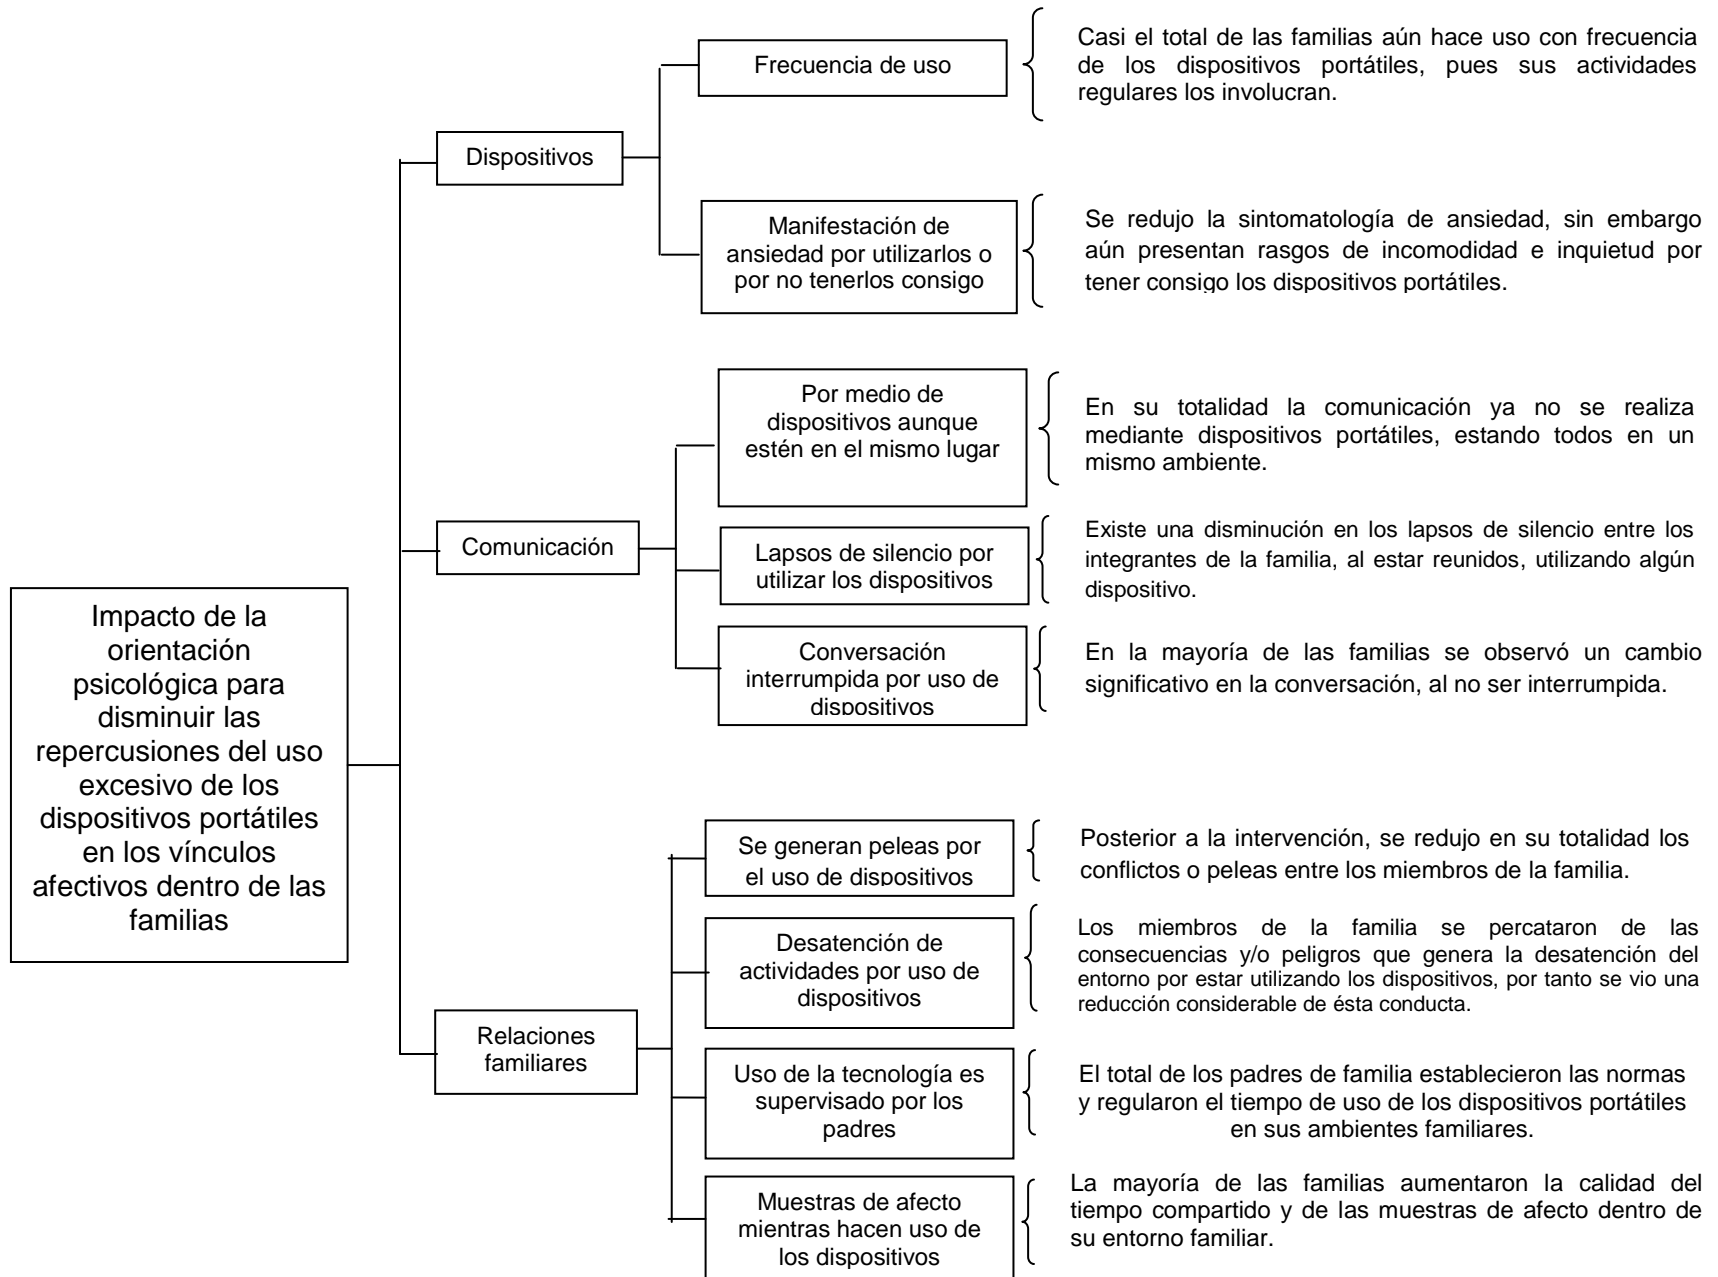 Frecuencia de uso
Casi el total de las familias aún hace uso con frecuencia
de los dispositivos portátiles, pues sus actividades
regulares los involucran.
Dispositivos
Manifestación de
ansiedad por utilizarlos o
por no tenerlos consigo
Se redujo la sintomatología de ansiedad, sin embargo
aún presentan rasgos de incomodidad e inquietud por
tener consigo los dispositivos portátiles.
Por medio de
dispositivos aunque
estén en el mismo lugar
En su totalidad la comunicación ya no se realiza
mediante dispositivos portátiles, estando todos en un
mismo ambiente.
Comunicación
Lapsos de silencio por
utilizar los dispositivos
Existe una disminución en los lapsos de silencio entre los
integrantes de la familia, al estar reunidos, utilizando algún
dispositivo.
Conversación
interrumpida por uso de
dispositivos
En la mayoría de las familias se observó un cambio
significativo en la conversación, al no ser interrumpida.
Impacto de la
orientación
psicológica para
disminuir las
repercusiones del uso
excesivo de los
dispositivos portátiles
en los vínculos
afectivos dentro de las
familias
Se generan peleas por
el uso de dispositivos
Posterior a la intervención, se redujo en su totalidad los
conflictos o peleas entre los miembros de la familia.
Desatención de
actividades por uso de
dispositivos
Los miembros de la familia se percataron de las
consecuencias y/o peligros que genera la desatención del
entorno por estar utilizando los dispositivos, por tanto se vio una
reducción considerable de ésta conducta.
Relaciones
familiares
Uso de la tecnología es
supervisado por los
padres
El total de los padres de familia establecieron las normas
y regularon el tiempo de uso de los dispositivos portátiles
en sus ambientes familiares.
Muestras de afecto
mientras hacen uso de
los dispositivos
La mayoría de las familias aumentaron la calidad del
tiempo compartido y de las muestras de afecto dentro de
su entorno familiar.